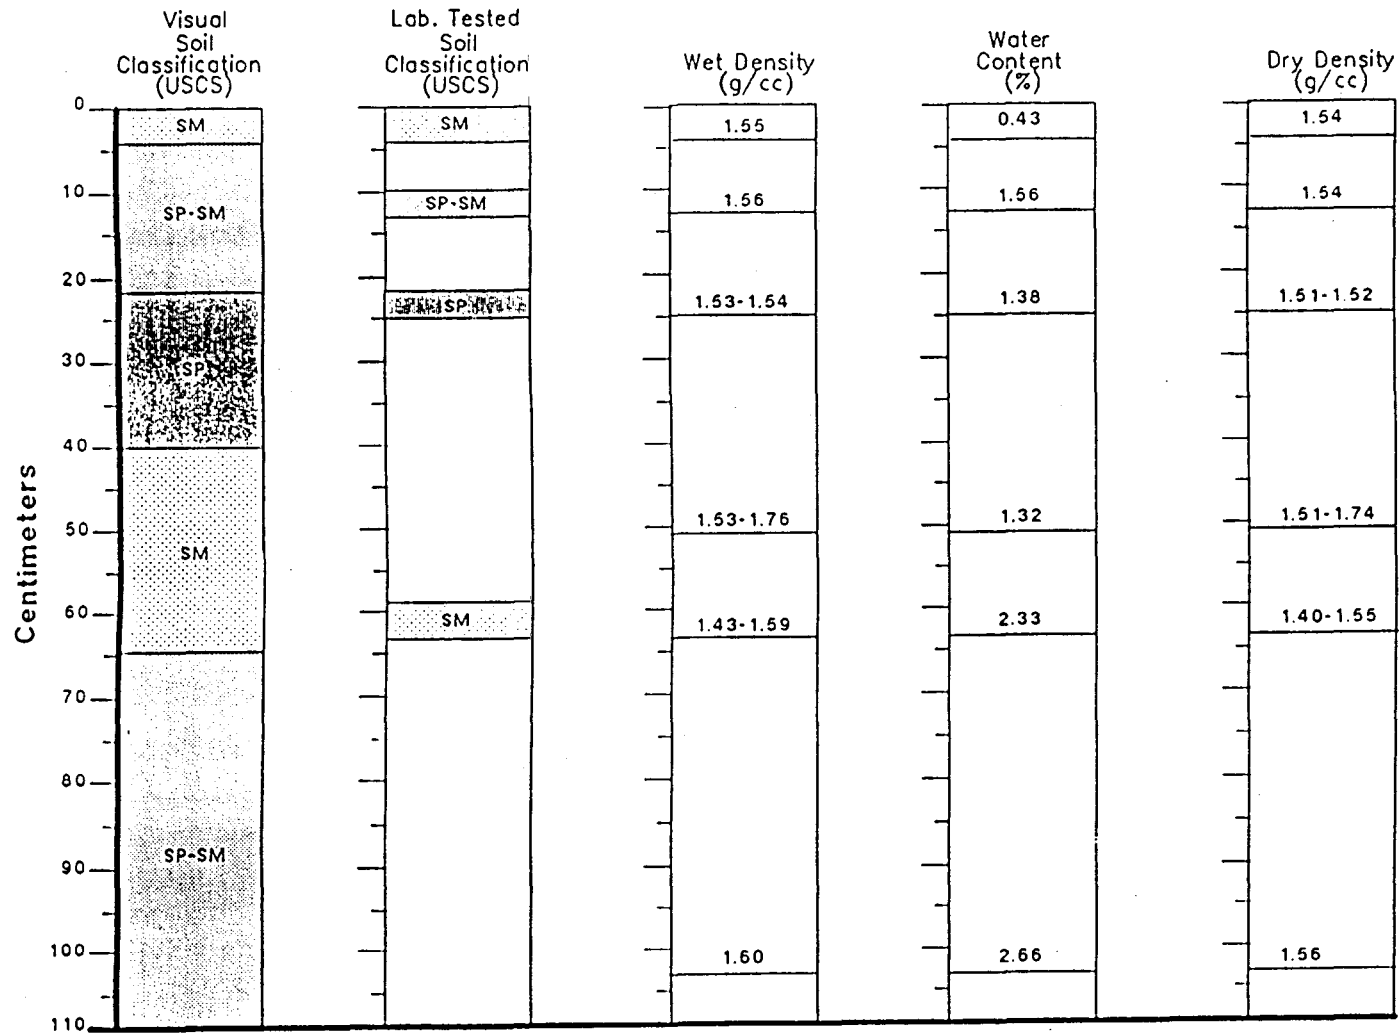 Visual
Soil
Classification
(USCS)
Lab. Tested
Soil
Classification
(USCS)
Wet Density
(g/cc)
Water
Content
(%)
Dry Density
(g/cc)
Centimeters
0
10
20
30
40
50
60
70
80
90
100
110
SM
SP-SM
SP
SM
SP-SM
SM
SP-SM
SP
SM
1.55
1.56
1.53-1.54
1.53-1.76
1.43-1.59
1.60
0.43
1.56
1.38
1.32
2.33
2.66
1.54
1.54
1.51-1.52
1.51-1.74
1.40-1.55
1.56